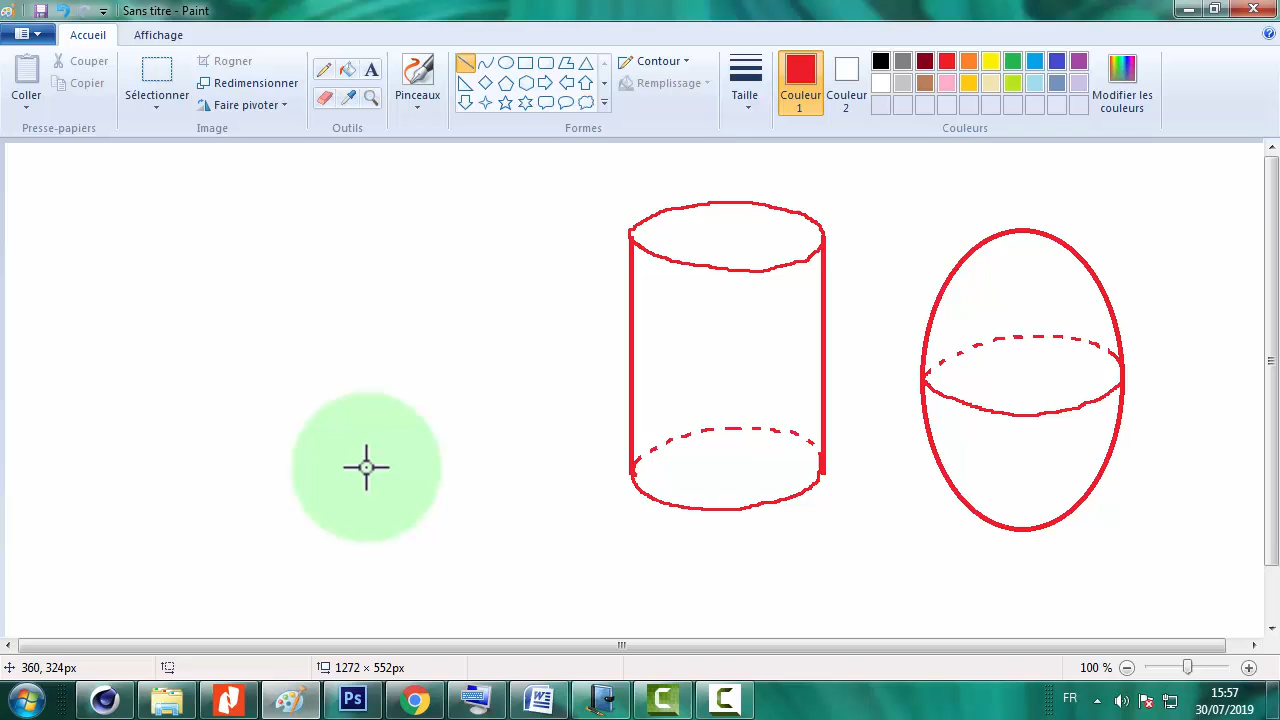 Sans titre - Paint
Accueil
Affichage
Coller
Couper
Copier
Presse-papiers
Sélectionner
Redimensionner
Faire pivoter
Image
A
Outils
Pinceaux
Contour
Remplissage
Formes
Taille
Couleur 1
Couleur 2
Modifier les couleurs
Couleurs
360, 324px
1272 × 552px
100 %
Ps
W
C
C
FR
15:57
30/07/2019